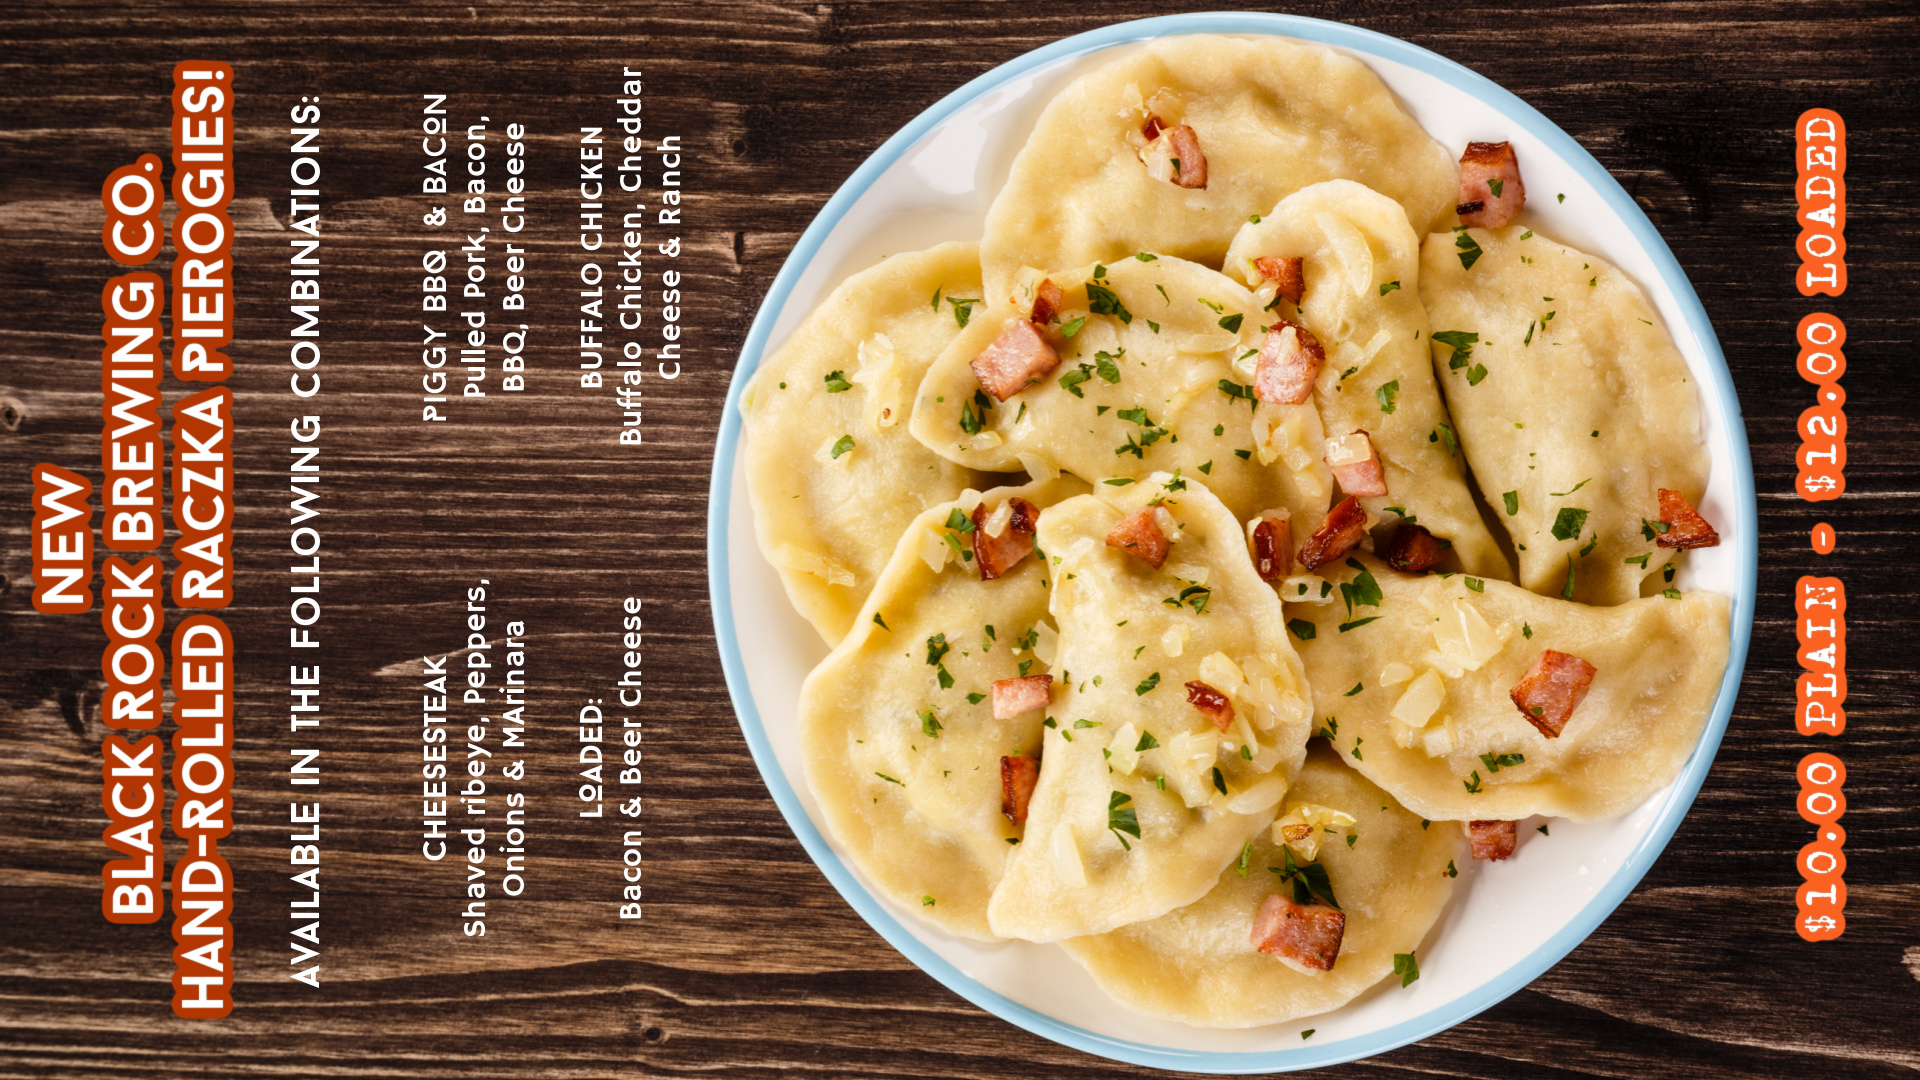 NEW
BLACK ROCK BREWING CO.
HAND-ROLLED RACZKA PIEROGIES!
AVAILABLE IN THE FOLLOWING COMBINATIONS:
CHEESESTEAK
Shaved ribeye, Peppers,
Onions & MArinara
PIGGY BBQ & BACON
Pulled Pork, Bacon,
BBQ, Beer Cheese
LOADED:
Bacon & Beer Cheese
BUFFALO CHICKEN
Buffalo Chicken, Cheddar
Cheese & Ranch
$10.00 PLAIN - $12.00 LOADED